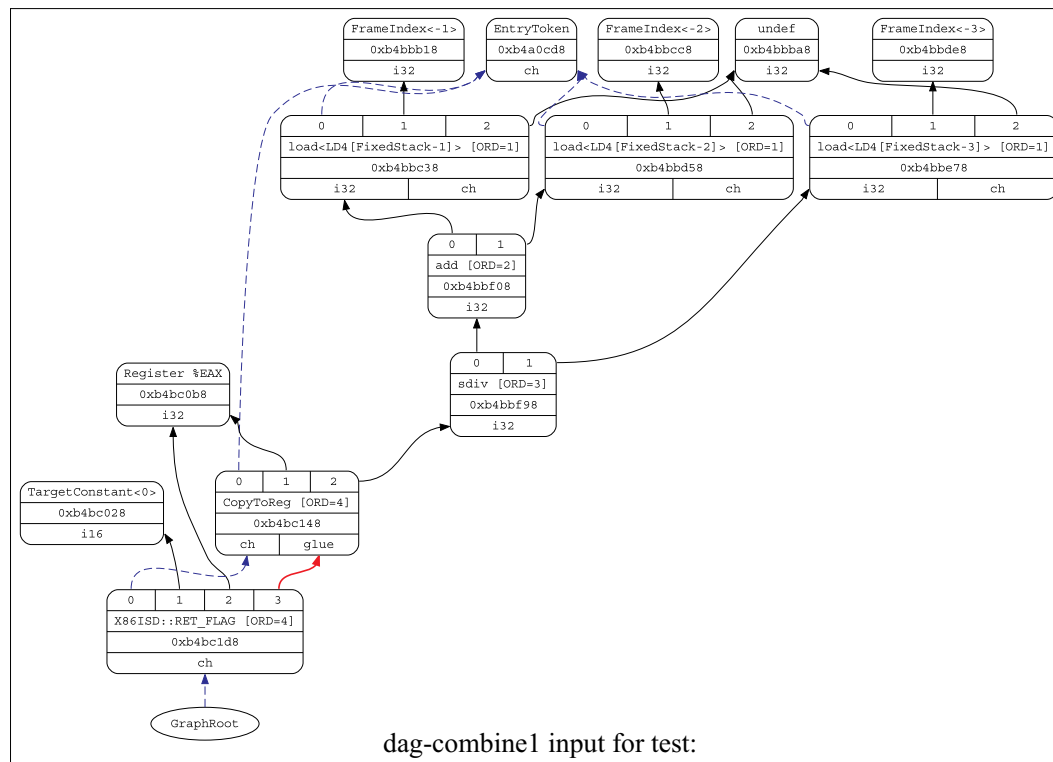 FrameIndex<-1>
0xb4bbb18
i32
EntryToken
0xb4a0cd8
ch
FrameIndex<-2>
0xb4bbcc8
i32
undef
0xb4bbba8
i32
FrameIndex<-3>
0xb4bbde8
i32
0 1 2
load<LD4[FixedStack-1]> [ORD=1]
0xb4bbc38
i32 ch
0 1 2
load<LD4[FixedStack-2]> [ORD=1]
0xb4bbd58
i32 ch
0 1 2
load<LD4[FixedStack-3]> [ORD=1]
0xb4bbe78
i32 ch
0 1
add [ORD=2]
0xb4bbf08
i32
0 1
sdiv [ORD=3]
0xb4bbf98
i32
Register %EAX
0xb4bc0b8
i32
0 1 2
CopyToReg [ORD=4]
0xb4bc148
ch glue
TargetConstant<0>
0xb4bc028
i16
0 1 2 3
X86ISD::RET_FLAG [ORD=4]
0xb4bc1d8
ch
GraphRoot
dag-combine1 input for test: